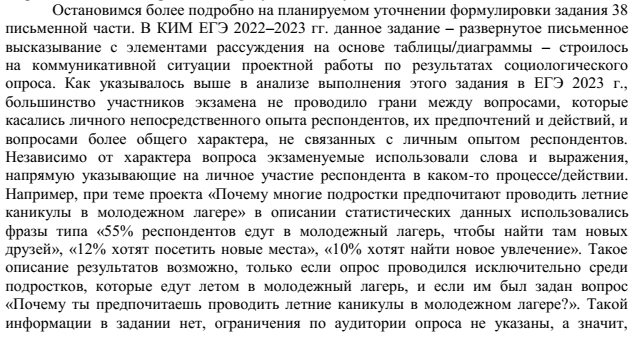 Остановимся более подробно на планируемом уточнении формулировки задания 38
письменной части. В КИМ ЕГЭ 2022–2023 гг. данное задание – развернутое письменное
высказывание с элементами рассуждения на основе таблицы/диаграммы – строилось
на коммуникативной ситуации проектной работы по результатам социологического
опроса. Как указывалось выше в анализе выполнения этого задания в ЕГЭ 2023 г.,
большинство участников экзамена не проводило грани между вопросами, которые
касались личного непосредственного опыта респондентов, их предпочтений и действий, и
вопросами более общего характера, не связанных с личным опытом респондентов.
Независимо от характера вопроса экзаменуемые использовали слова и выражения,
напрямую указывающие на личное участие респондента в каком-то процессе/действии.
Например, при теме проекта «Почему многие подростки предпочитают проводить летние
каникулы в молодежном лагере» в описании статистических данных использовались
фразы типа «55% респондентов едут в молодежный лагерь, чтобы найти там новых
друзей», «12% хотят посетить новые места», «10% хотят найти новое увлечение». Такое
описание результатов возможно, только если опрос проводился исключительно среди
подростков, которые едут летом в молодежный лагерь, и если им был задан вопрос
«Почему ты предпочитаешь проводить летние каникулы в молодежном лагере?». Такой
информации в задании нет, ограничения по аудитории опроса не указаны, а значит,